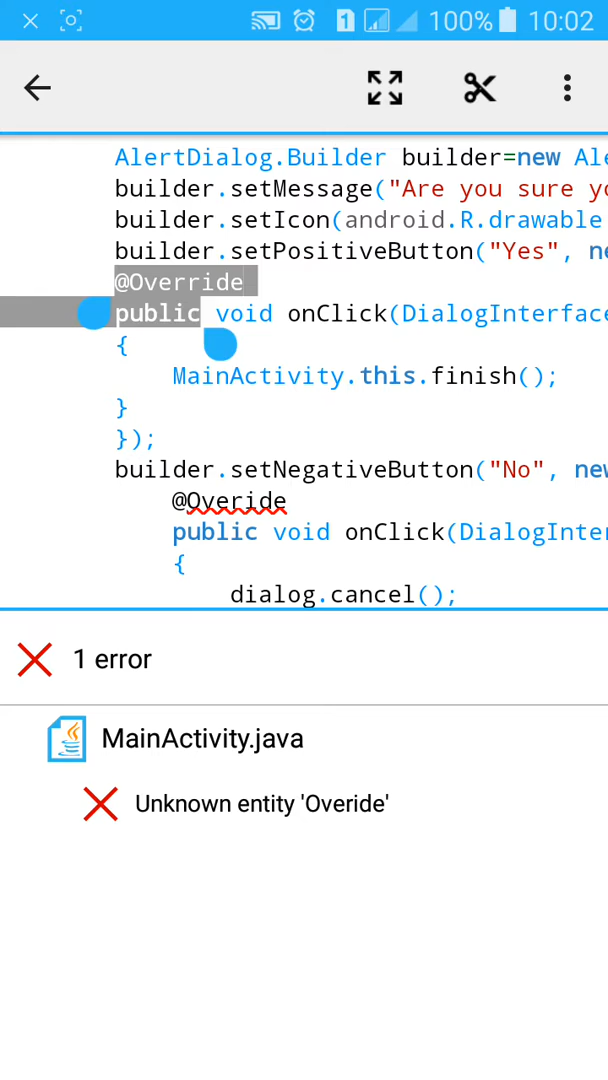 1 100% 10:02
AlertDialog.Builder builder=new Ale
builder.setMessage("Are you sure yo
builder.setIcon(android.R.drawable
builder.setPositiveButton("Yes", ne
@Override
public void onClick(DialogInterface
{
MainActivity.this.finish();
}
});
builder.setNegativeButton("No", new
@Overide
public void onClick(DialogInter
{
dialog.cancel();
1 error
MainActivity.java
Unknown entity 'Overide'